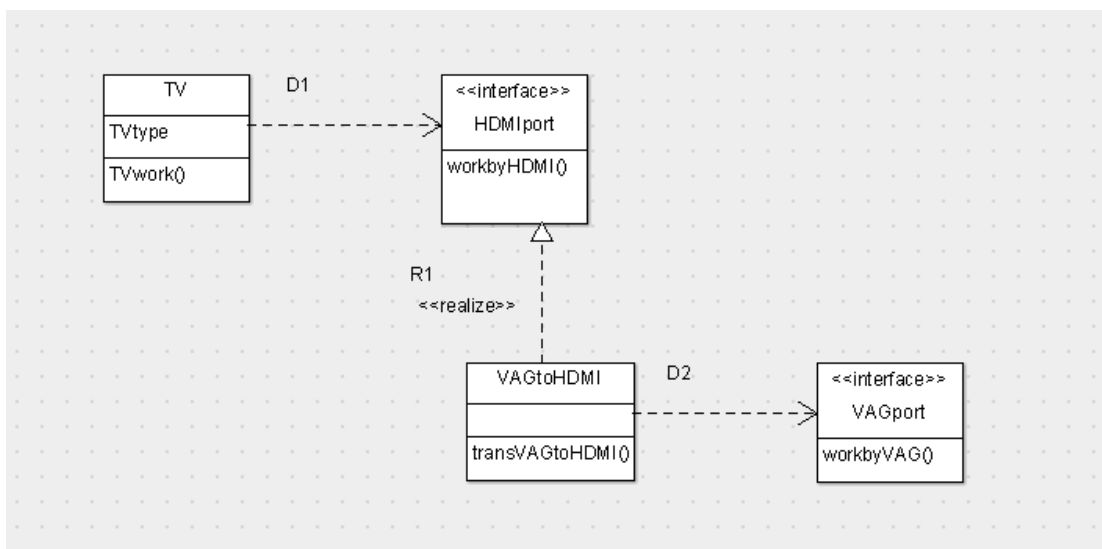 TV
TVtype
TVwork()
D1
<<interface>>
HDMIport
workbyHDMI()
R1
<<realize>>
VAGtoHDMI
transVAGtoHDMI()
D2
<<interface>>
VAGport
workbyVAG()